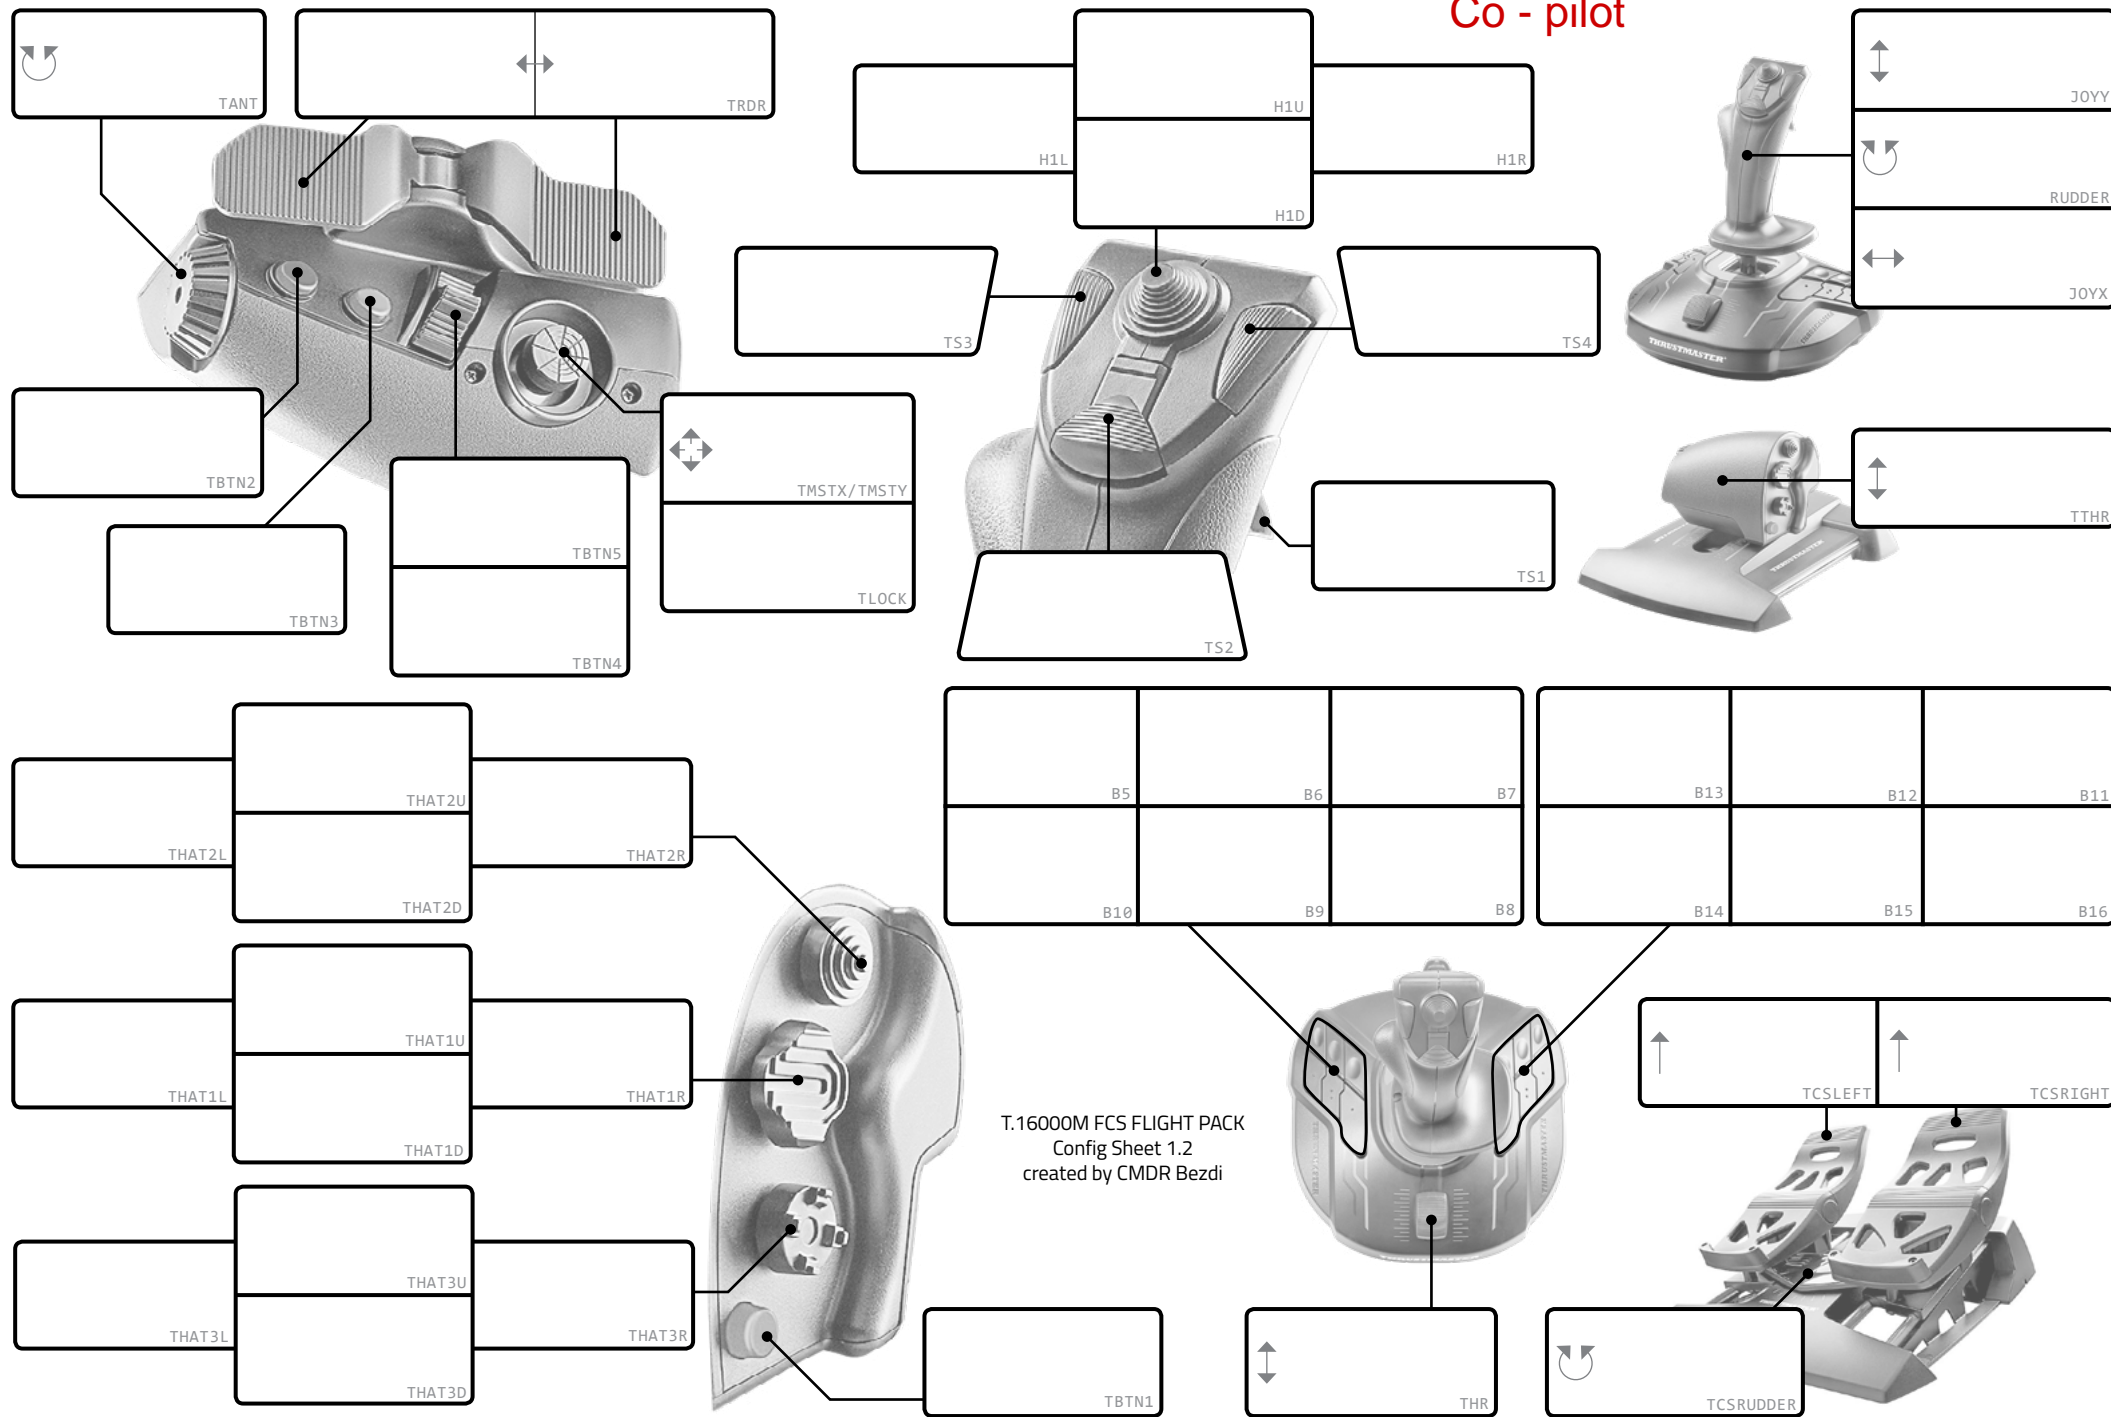 Co - pilot
TANT
TRDR
H1L
H1U
H1D
H1R
JOYY
RUDDER
JOYX
TS3
TS4
THRUSTMASTER
TBTN2
TBTN3
TBTN5
TBTN4
TMSTX/TMSTY
TLOCK
TS2
TS1
TTHR
THRUSTMASTER
THAT2L
THAT2U
THAT2D
THAT2R
B5
B6
B7
B10
B9
B8
B13
B12
B11
B14
B15
B16
THAT1L
THAT1U
THAT1D
THAT1R
T.16000M FCS FLIGHT PACK
Config Sheet 1.2
created by CMDR Bezdi
TCSLEFT
TCSRIGHT
THRUSTMASTER
THAT3L
THAT3U
THAT3D
THAT3R
TBTN1
THR
TCSRUDDER